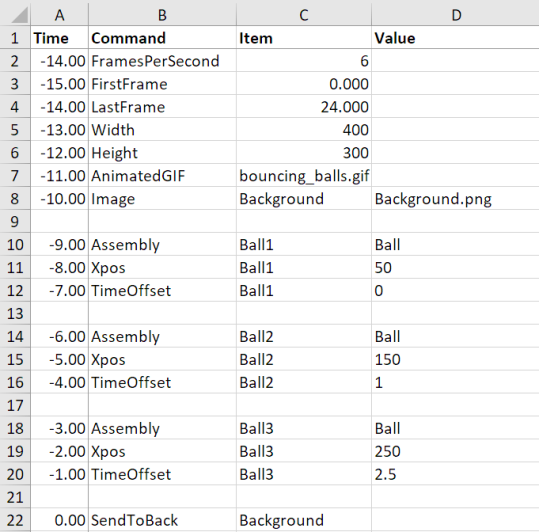 A B C D
1 Time Command Item Value
2 -14.00 FramesPerSecond 6
3 -15.00 FirstFrame 0.000
4 -14.00 LastFrame 24.000
5 -13.00 Width 400
6 -12.00 Height 300
7 -11.00 AnimatedGIF bouncing_balls.gif
8 -10.00 Image Background Background.png
9
10 -9.00 Assembly Ball1 Ball
11 -8.00 Xpos Ball1 50
12 -7.00 TimeOffset Ball1 0
13
14 -6.00 Assembly Ball2 Ball
15 -5.00 Xpos Ball2 150
16 -4.00 TimeOffset Ball2 1
17
18 -3.00 Assembly Ball3 Ball
19 -2.00 Xpos Ball3 250
20 -1.00 TimeOffset Ball3 2.5
21
22 0.00 SendToBack Background